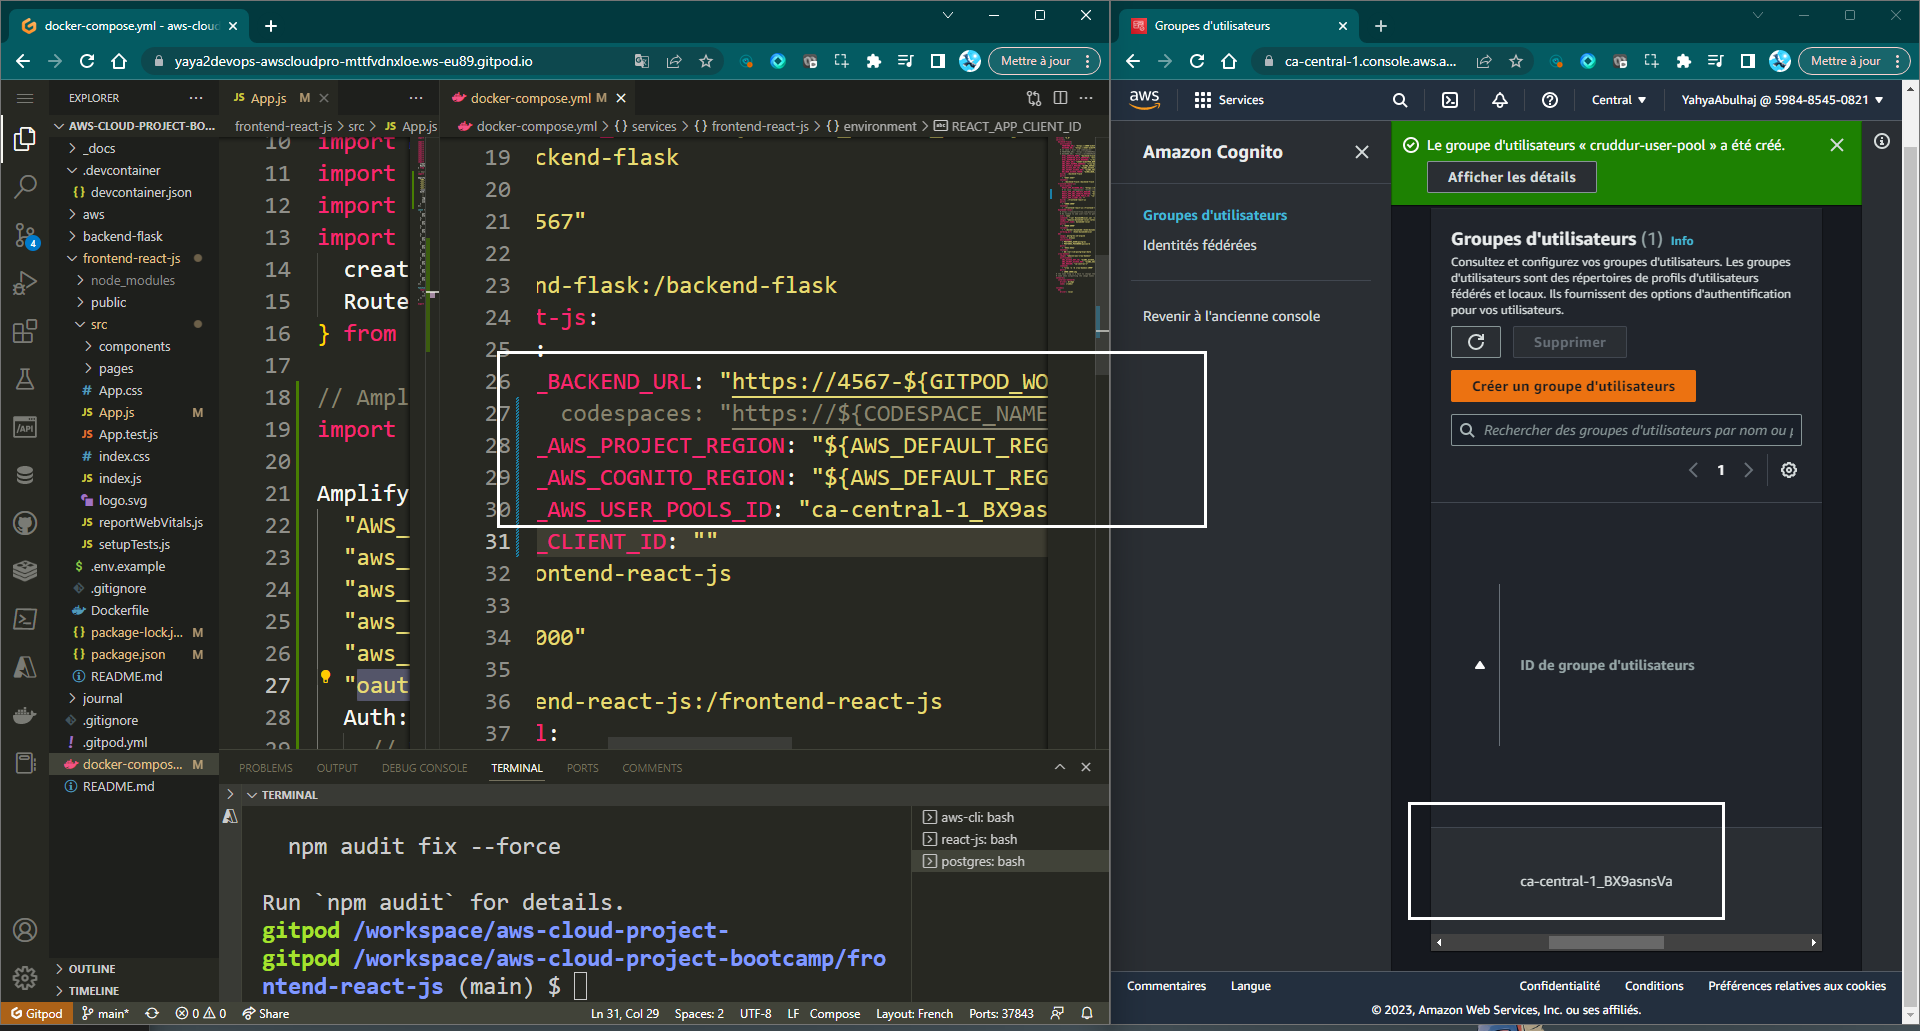 docker-compose.yml - aws-clou
yaya2devops-awscloudpro-mttfvdnxloe.ws-eu89.gitpod.io
Mettre à jour
EXPLORER
AWS-CLOUD-PROJECT-BO...
_docs
.devcontainer
{} devcontainer.json
aws
backend-flask
frontend-react-js
node_modules
public
src
components
pages
# App.css
JS App.js M
JS App.test.js
# index.css
JS index.js
logo.svg
JS reportWebVitals.js
JS setupTests.js
$ .env.example
.gitignore
Dockerfile
{} package-lock.j... M
{} package.json M
README.md
journal
.gitignore
! .gitpod.yml
docker-compos... M
README.md
OUTLINE
TIMELINE
4
/API
JS App.js M
frontend-react-js > src > JS App.js
10 import
11 import
12 import
13 import
14 creat
15 Route
16 } from
17
18 // Ampl
19 import
20
21 Amplify
22 "AWS_
23 "aws_
24 "aws_
25 "aws_
26 "aws_
27 "oaut
28 Auth:
29 //
docker-compose.yml M
docker-compose.yml > {} services > {} frontend-react-js > {} environment > REACT_APP_CLIENT_ID
19 ckend-flask
20
21 567"
22
23 nd-flask:/backend-flask
24 t-js:
25 :
26 _BACKEND_URL: "https://4567-${GITPOD_WO
27 codespaces: "https://${CODESPACE_NAME
28 _AWS_PROJECT_REGION: "${AWS_DEFAULT_REG
29 _AWS_COGNITO_REGION: "${AWS_DEFAULT_REG
30 _AWS_USER_POOLS_ID: "ca-central-1_BX9as
31 _CLIENT_ID: ""
32 ontend-react-js
33
34 000"
35
36 end-react-js:/frontend-react-js
37 l:
PROBLEMS OUTPUT DEBUG CONSOLE TERMINAL PORTS COMMENTS
TERMINAL
npm audit fix --force
Run `npm audit` for details.
gitpod /workspace/aws-cloud-project-
gitpod /workspace/aws-cloud-project-bootcamp/fro
ntend-react-js (main) $
aws-cli: bash
react-js: bash
postgres: bash
Gitpod main* 0 0 Share Ln 31, Col 29 Spaces: 2 UTF-8 LF Compose Layout: French Ports: 37843
Groupes d'utilisateurs
ca-central-1.console.aws.a...
Mettre à jour
aws Services Central YahyaAbulhaj @ 5984-8545-0821
Amazon Cognito
Groupes d'utilisateurs
Identités fédérées
Revenir à l'ancienne console
Le groupe d'utilisateurs « cruddur-user-pool » a été créé.
Afficher les détails
Groupes d'utilisateurs (1) Info
Consultez et configurez vos groupes d'utilisateurs. Les groupes
d'utilisateurs sont des répertoires de profils d'utilisateurs
fédérés et locaux. Ils fournissent des options d'authentification
pour vos utilisateurs.
Supprimer
Créer un groupe d'utilisateurs
Rechercher des groupes d'utilisateurs par nom ou
1
ID de groupe d'utilisateurs
ca-central-1_BX9asnsVa
Commentaires Langue Confidentialité Conditions Préférences relatives aux cookies
© 2023, Amazon Web Services, Inc. ou ses affiliés.